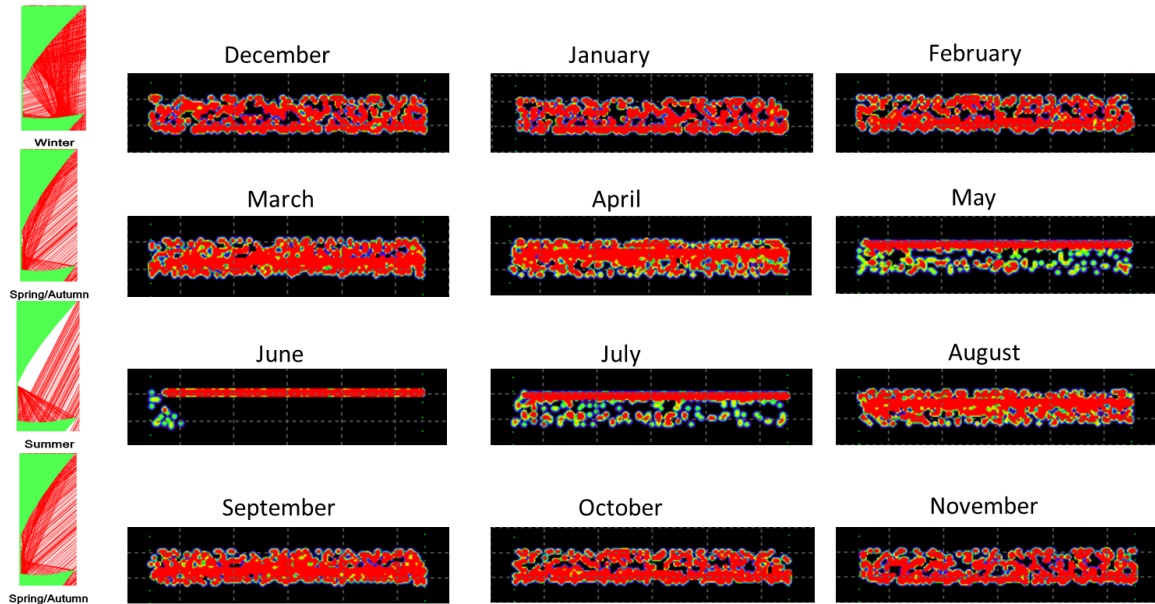 December
January
February
Winter
March
April
May
Spring/Autumn
June
July
August
Summer
September
October
November
Spring/Autumn